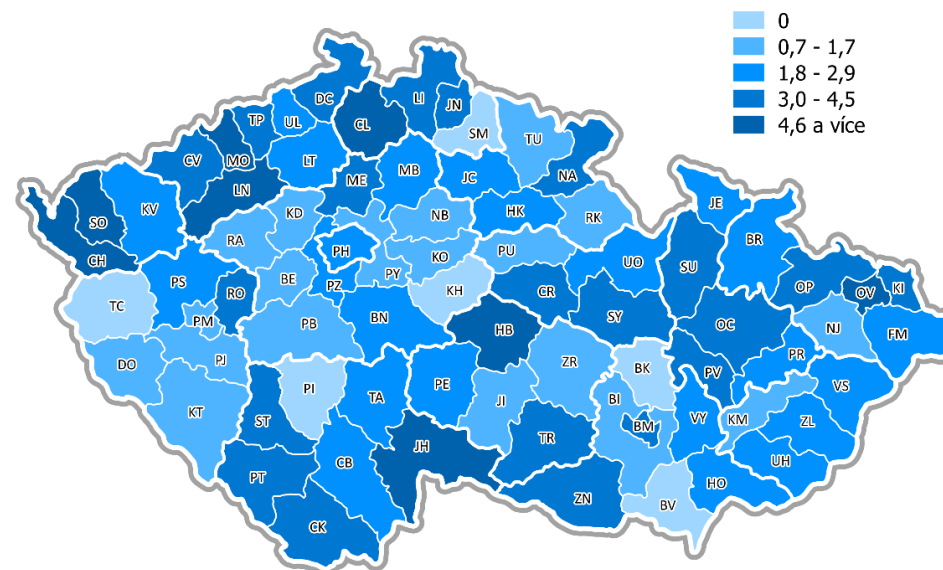 0
0,7 - 1,7
1,8 - 2,9
3,0 - 4,5
4,6 a více
DC
LI
JN
TP
UL
CL
SM
TU
CV
MO
LT
LN
ME
MB
JC
NA
SO
KV
KD
NB
HK
RK
JE
RA
PH
KO
PU
BR
CH
UO
SU
PS
RO
BE
PZ
PY
KH
CR
OP
OV
KI
TC
PM
PB
BN
HB
SY
OC
NJ
FM
DO
PJ
PR
PI
TA
PE
ZR
BK
PV
VS
KT
ST
JI
BI
BM
VY
KM
ZL
TR
PT
CB
JH
UH
ZN
BV
HO
CK